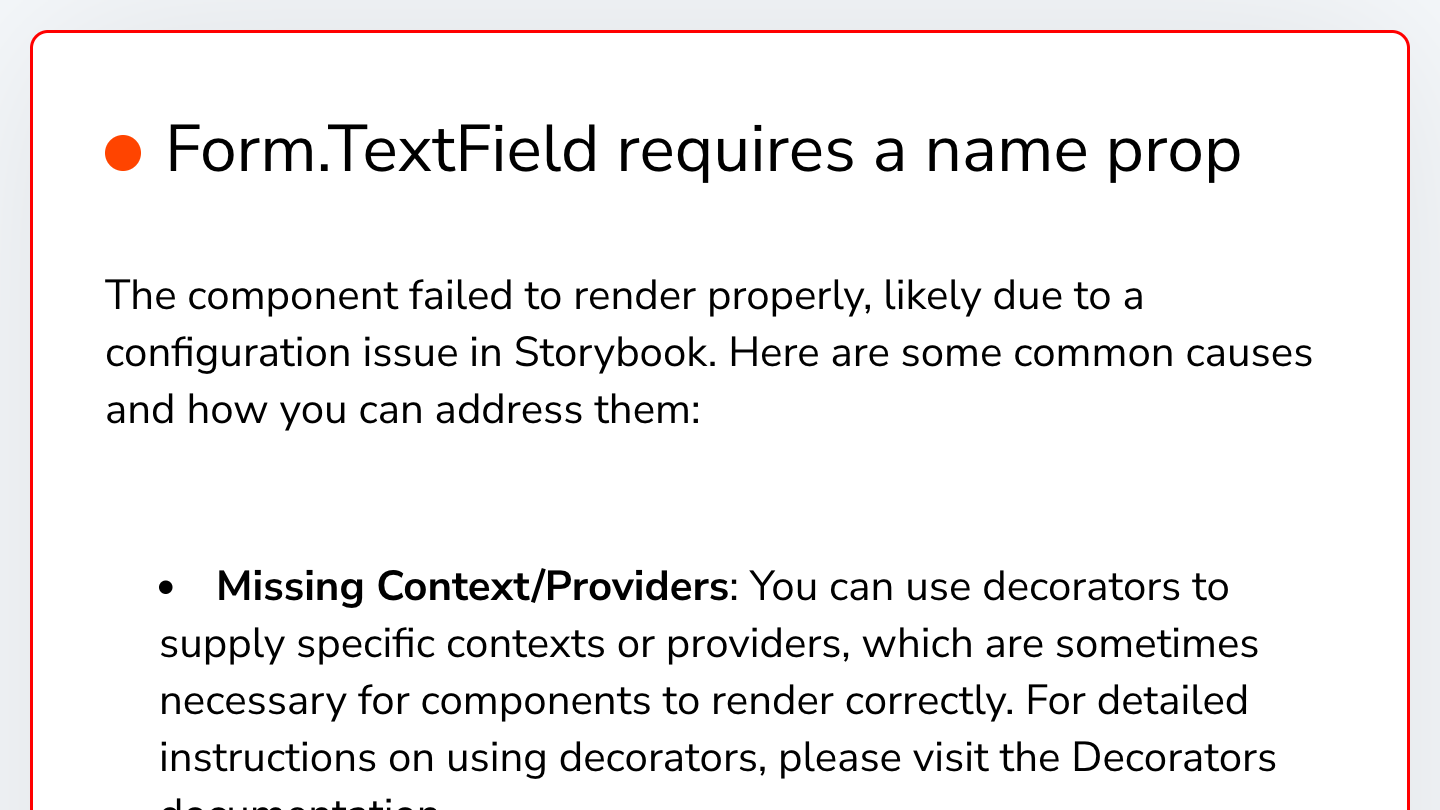 Form.TextField requires a name prop
The component failed to render properly, likely due to a
configuration issue in Storybook. Here are some common causes
and how you can address them:
• Missing Context/Providers: You can use decorators to
supply specific contexts or providers, which are sometimes
necessary for components to render correctly. For detailed
instructions on using decorators, please visit the Decorators
documentation.